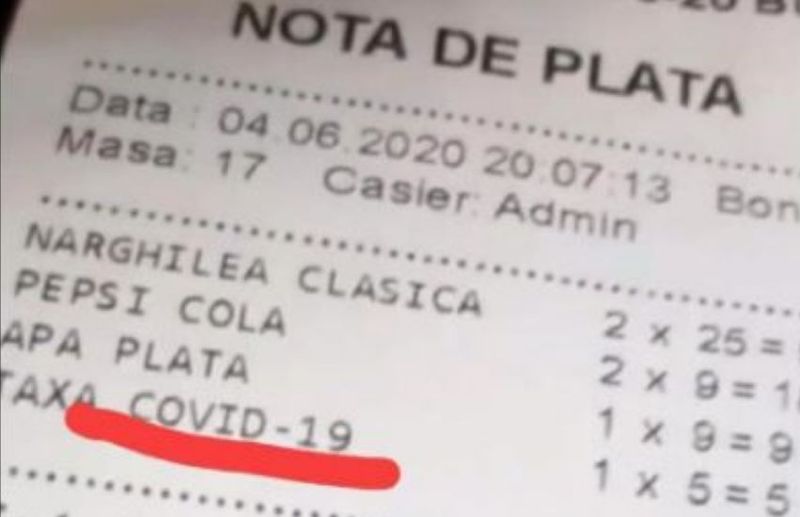 NOTA DE PLATA
Data : 04.06.2020 20:07:13 Bon
Masa: 17 Casier: Admin
NARGHILEA CLASICA 2 x 25 =
PEPSI COLA 2 x 9 =
APA PLATA 1 x 9 = 9
TAXA COVID-19 1 x 5 = 5